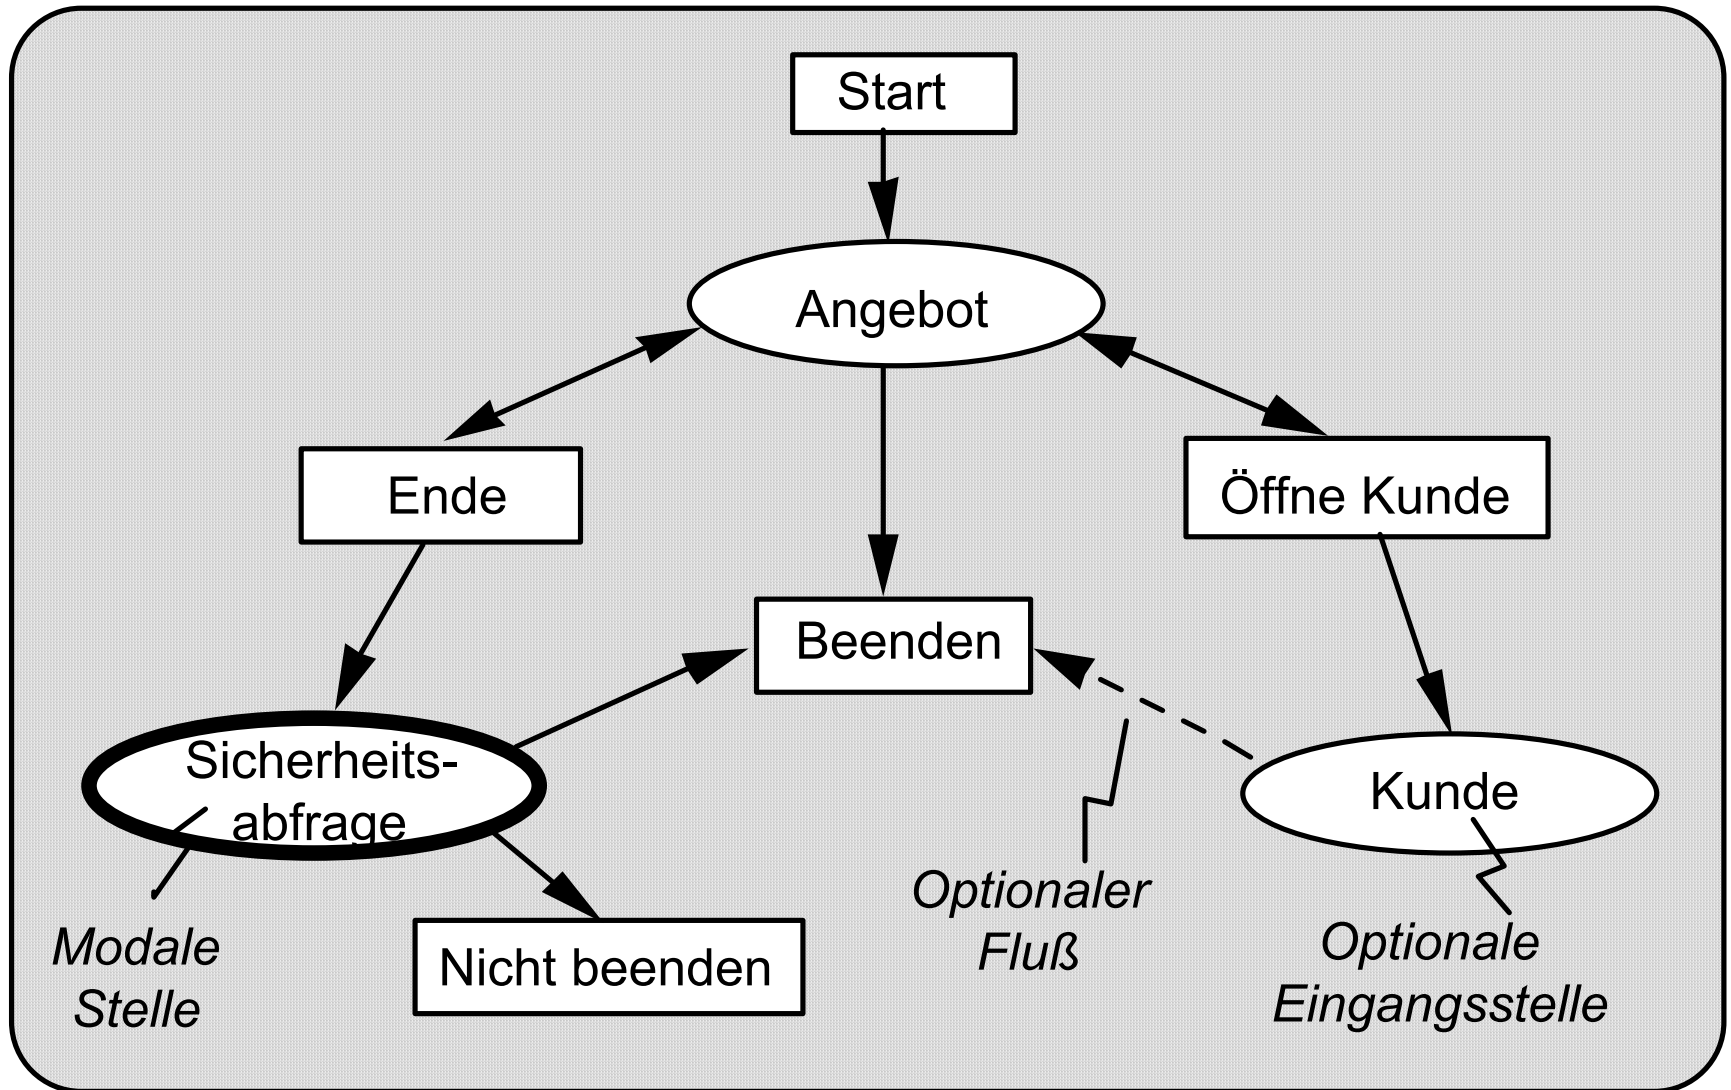 Start
Angebot
Ende
Öffne Kunde
Beenden
Sicherheits-
abfrage
Kunde
Optionaler
Fluß
Modale
Stelle
Nicht beenden
Optionale
Eingangsstelle